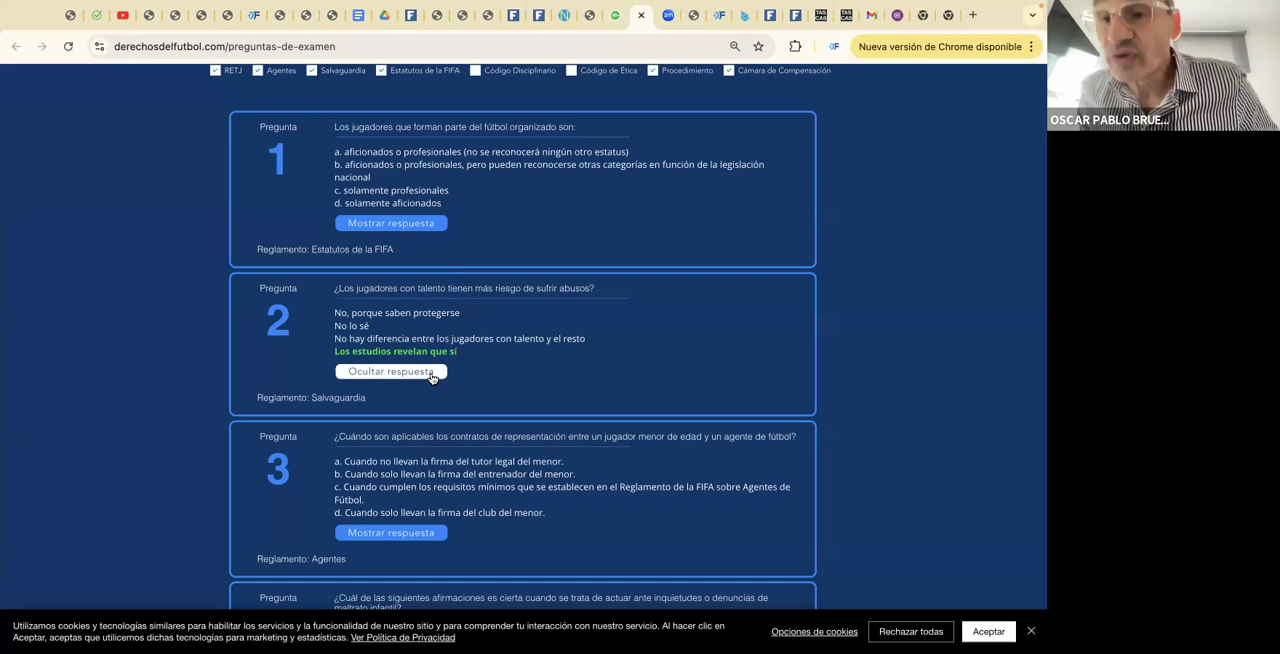 derechosdelfutbol.com/preguntas-de-examen
Nueva versión de Chrome disponible
RETJ Agentes Salvaguardia Estatutos de la FIFA Código Disciplinario Código de Ética Procedimiento Cámara de Compensación
OSCAR PABLO BRUE...
Pregunta
1
Los jugadores que forman parte del fútbol organizado son:
a. aficionados o profesionales (no se reconocerá ningún otro estatus)
b. aficionados o profesionales, pero pueden reconocerse otras categorías en función de la legislación
nacional
c. solamente profesionales
d. solamente aficionados
Mostrar respuesta
Reglamento: Estatutos de la FIFA
Pregunta
2
¿Los jugadores con talento tienen más riesgo de sufrir abusos?
No, porque saben protegerse
No lo sé
No hay diferencia entre los jugadores con talento y el resto
Los estudios revelan que sí
Ocultar respuesta
Reglamento: Salvaguardia
Pregunta
3
¿Cuándo son aplicables los contratos de representación entre un jugador menor de edad y un agente de fútbol?
a. Cuando no llevan la firma del tutor legal del menor.
b. Cuando solo llevan la firma del entrenador del menor.
c. Cuando cumplen los requisitos mínimos que se establecen en el Reglamento de la FIFA sobre Agentes de
Fútbol.
d. Cuando solo llevan la firma del club del menor.
Mostrar respuesta
Reglamento: Agentes
Pregunta
¿Cuál de las siguientes afirmaciones es cierta cuando se trata de actuar ante inquietudes o denuncias de
maltrato infantil?
Utilizamos cookies y tecnologías similares para habilitar los servicios y la funcionalidad de nuestro sitio y para comprender tu interacción con nuestro servicio. Al hacer clic en
Aceptar, aceptas que utilicemos dichas tecnologías para marketing y estadísticas. Ver Política de Privacidad
Opciones de cookies
Rechazar todas
Aceptar